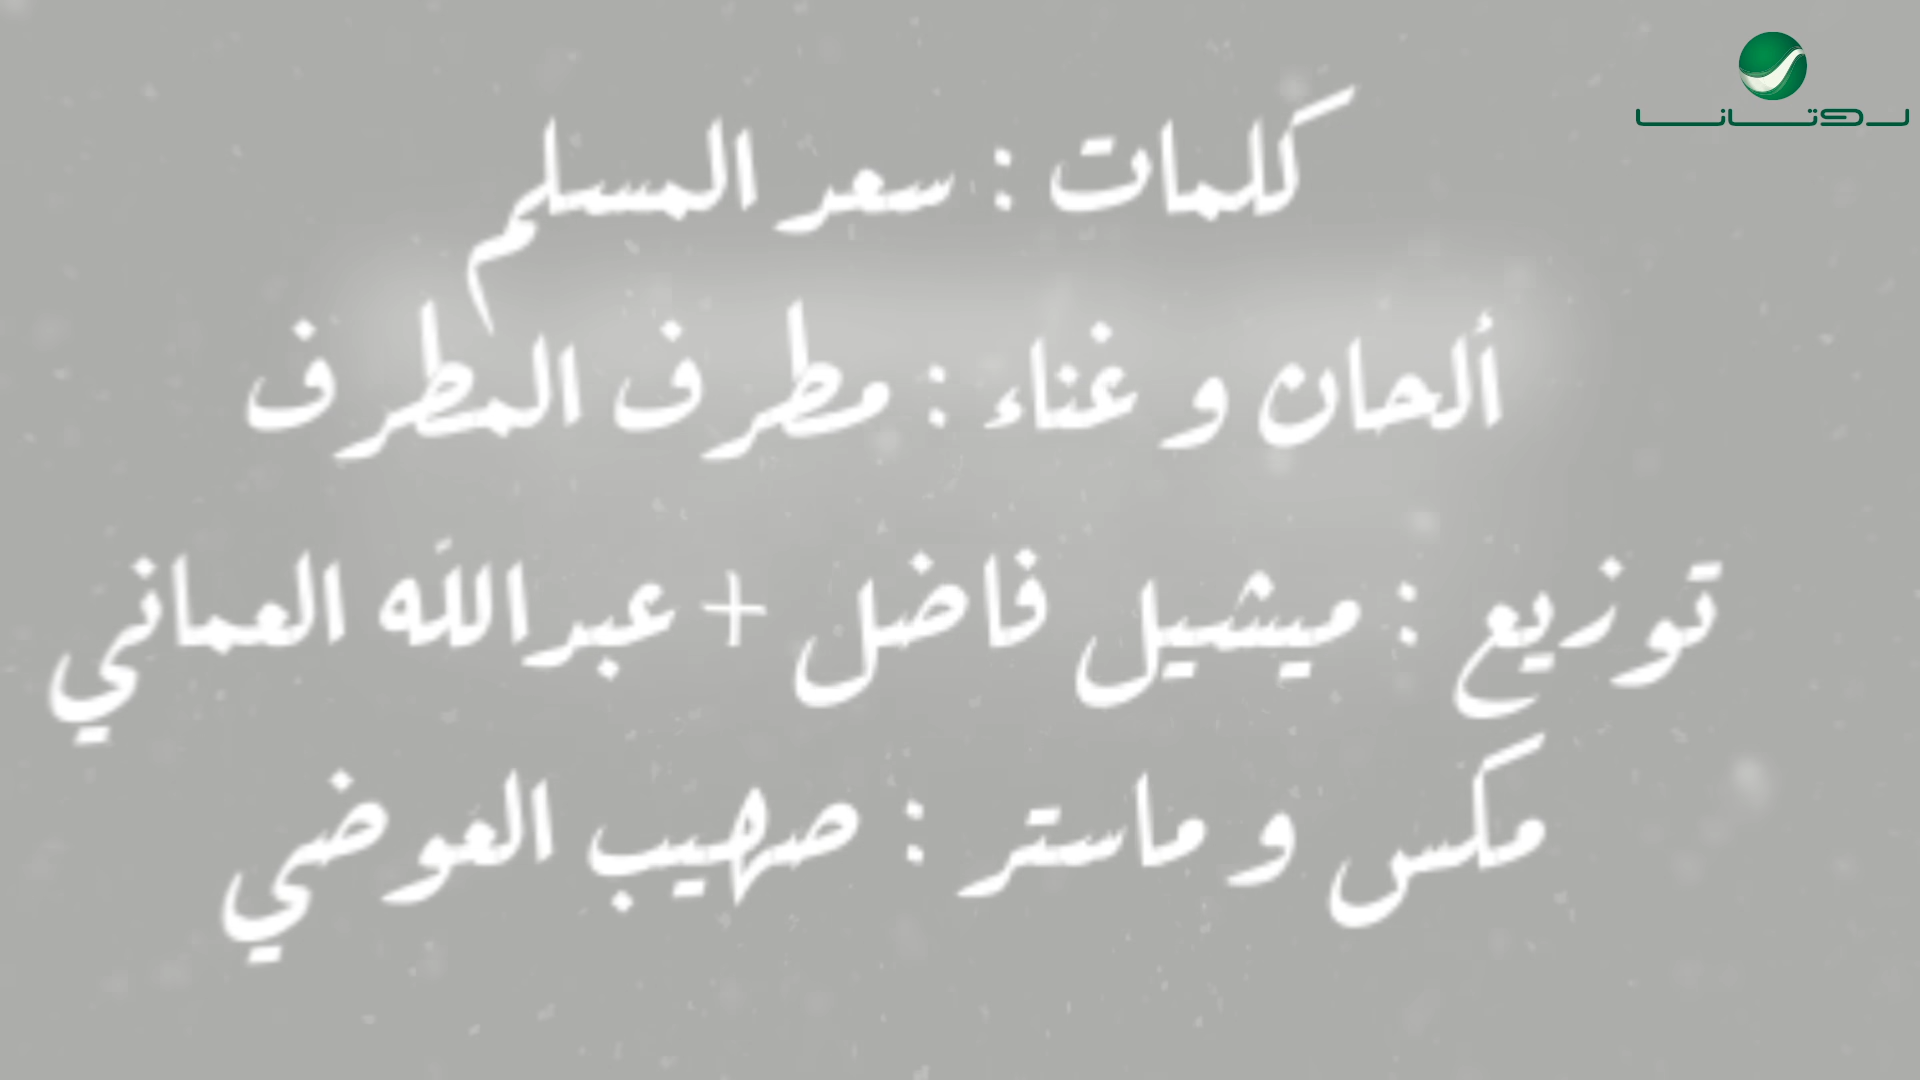 روتانا
كلمات : سعد المسلم
ألحان و غناء : مطرف المطرف
توزيع : ميشيل فاضل + عبدالله العماني
مكس و ماستر : صهيب العوضي